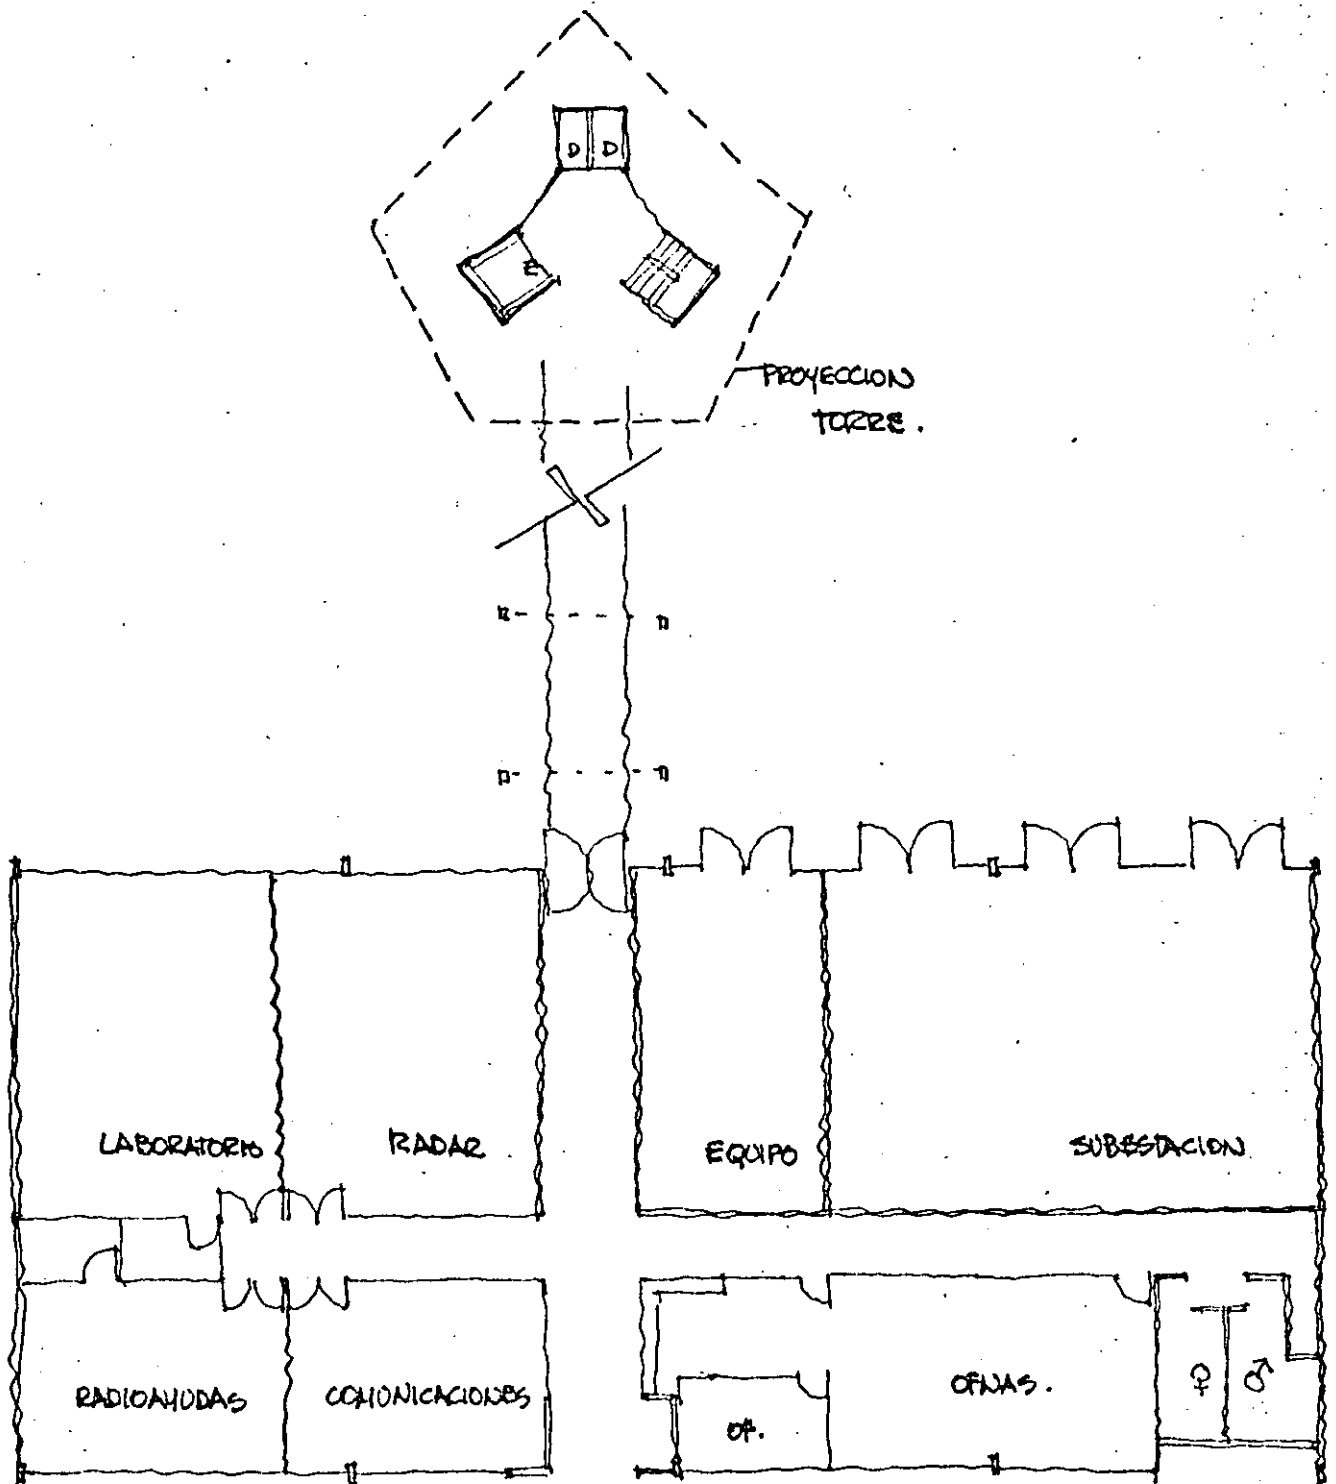 D D
E
PROYECCION
TORRE.
LABORATORIO
RADAR
EQUIPO
SUBESTACION
RADIOAYUDAS
COMUNICACIONES
OF.
OFNAS.
♀ ♂